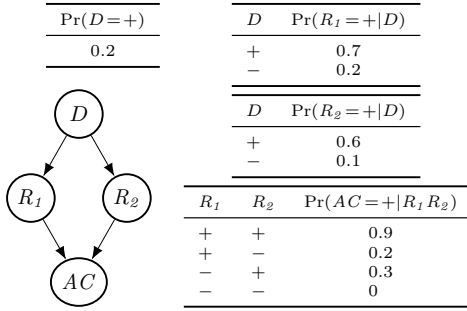 Pr(D=+)
0.2
D Pr(R₁=+|D)
+ 0.7
− 0.2
D Pr(R₂=+|D)
+ 0.6
− 0.1
R₁ R₂ Pr(AC=+|R₁R₂)
+ + 0.9
+ − 0.2
− + 0.3
− − 0
D
R₁ R₂
AC